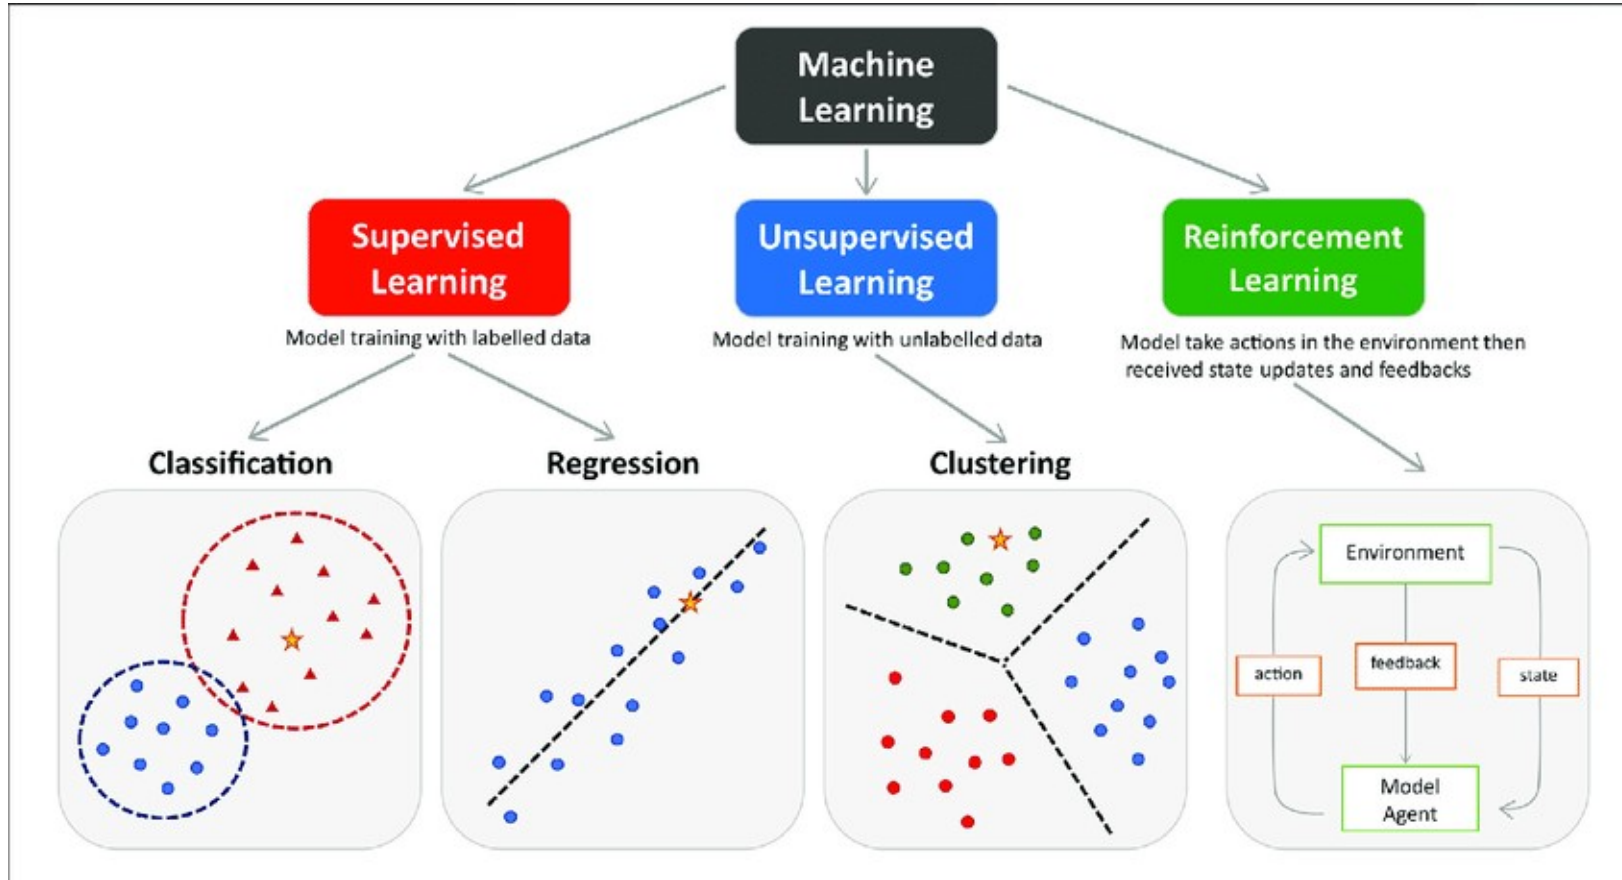 Machine
Learning
Supervised
Learning
Unsupervised
Learning
Reinforcement
Learning
Model training with labelled data
Model training with unlabelled data
Model take actions in the environment then
received state updates and feedbacks
Classification
Regression
Clustering
Environment
action
feedback
state
Model
Agent